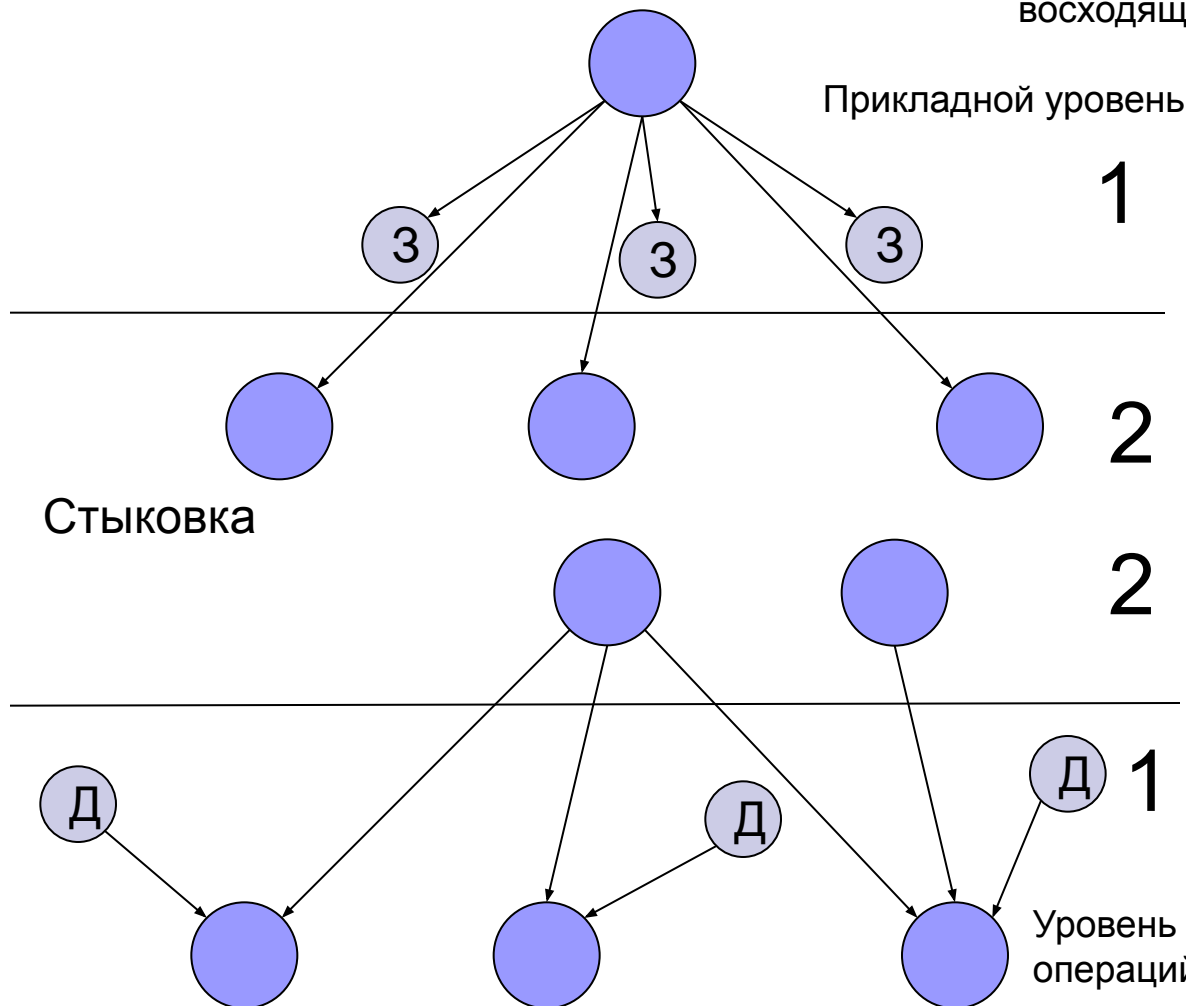 восходящ
Прикладной уровень
1
З З З
2
Стыковка
2
Д Д Д 1
Уровень
операций